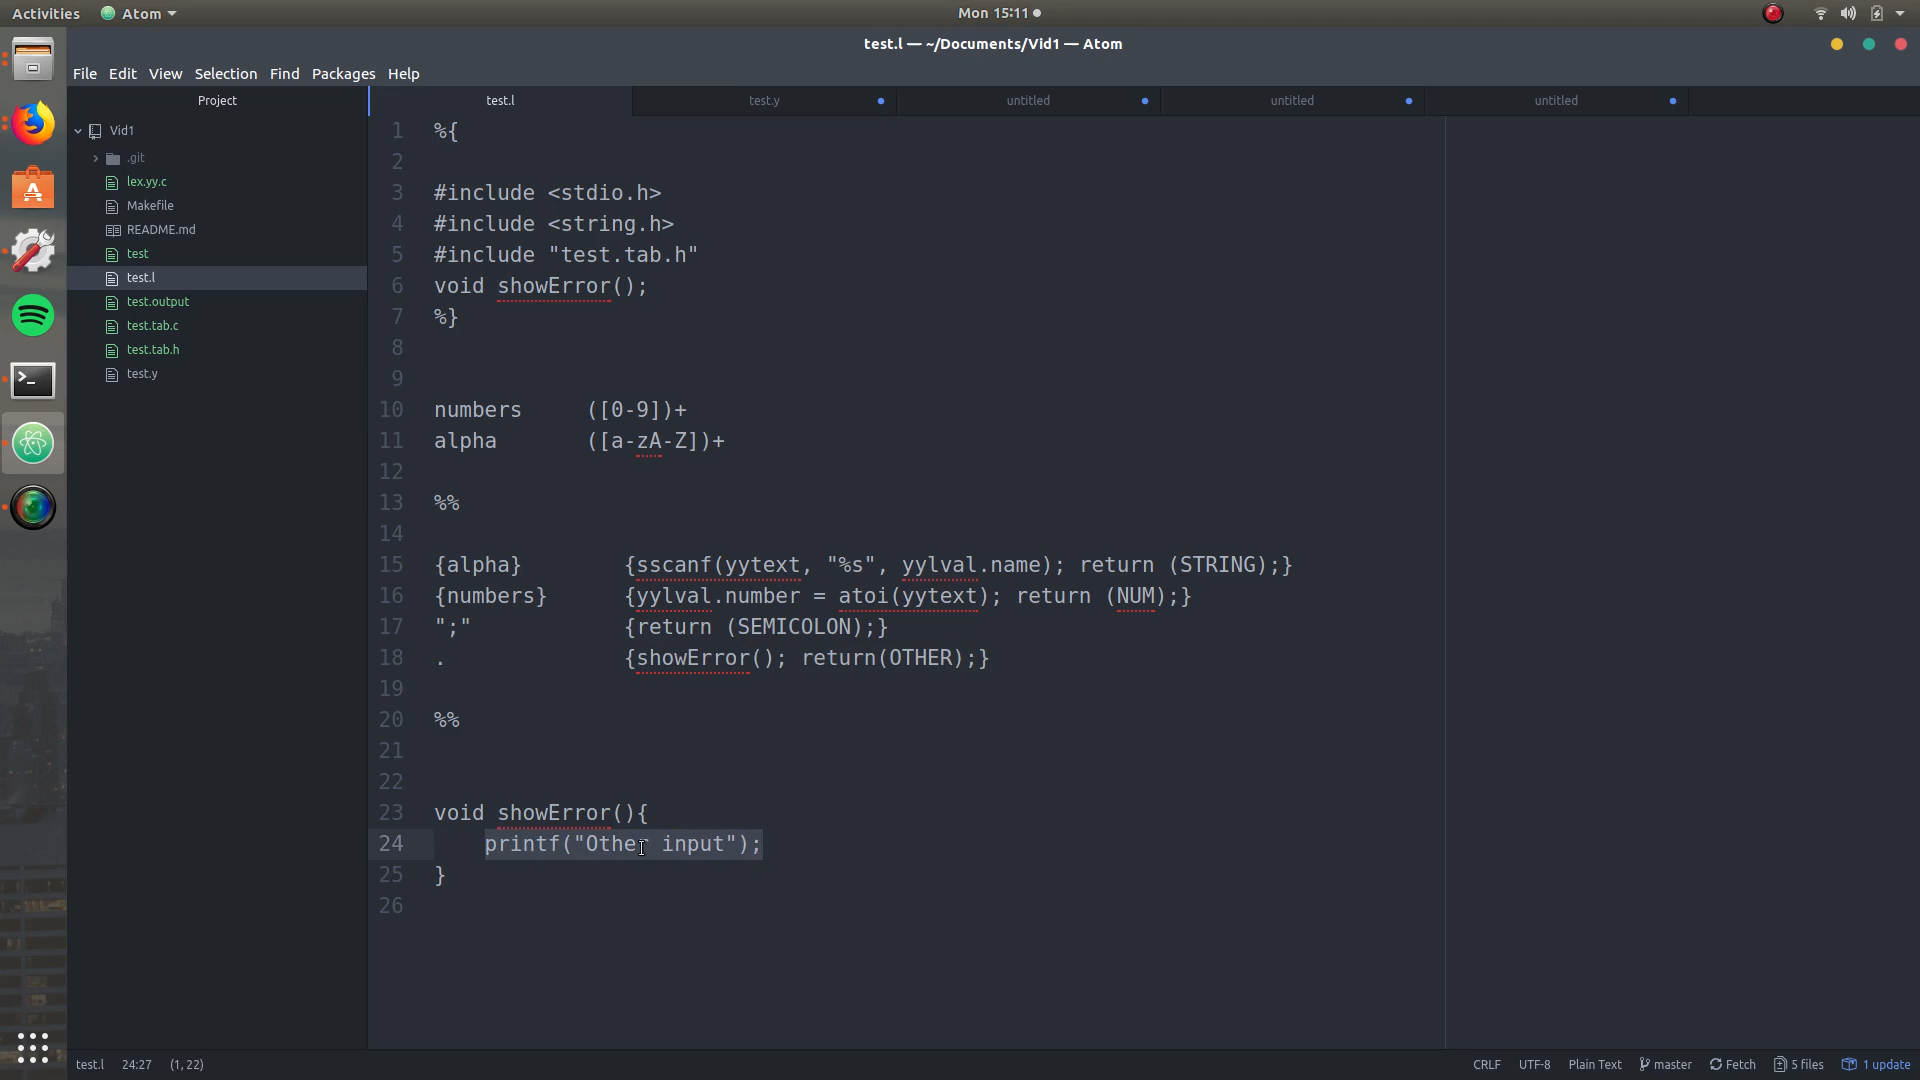 Activities Atom Mon 15:11
test.l — ~/Documents/Vid1 — Atom
File Edit View Selection Find Packages Help
Project test.l test.y untitled untitled untitled
Vid1
.git
lex.yy.c
Makefile
README.md
test
test.l
test.output
test.tab.c
test.tab.h
test.y
1 %{
2
3 #include <stdio.h>
4 #include <string.h>
5 #include "test.tab.h"
6 void showError();
7 %}
8
9
10 numbers ([0-9])+
11 alpha ([a-zA-Z])+
12
13 %%
14
15 {alpha} {sscanf(yytext, "%s", yylval.name); return (STRING);}
16 {numbers} {yylval.number = atoi(yytext); return (NUM);}
17 ";" {return (SEMICOLON);}
18 . {showError(); return(OTHER);}
19
20 %%
21
22
23 void showError(){
24 printf("Other input");
25 }
26
test.l 24:27 (1, 22) CRLF UTF-8 Plain Text master Fetch 5 files 1 update